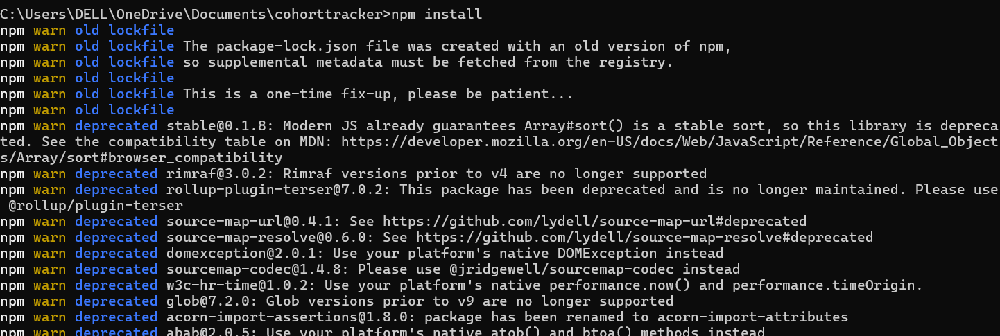 C:\Users\DELL\OneDrive\Documents\cohorttracker>npm install
npm warn old lockfile
npm warn old lockfile The package-lock.json file was created with an old version of npm,
npm warn old lockfile so supplemental metadata must be fetched from the registry.
npm warn old lockfile
npm warn old lockfile This is a one-time fix-up, please be patient...
npm warn old lockfile
npm warn deprecated stable@0.1.8: Modern JS already guarantees Array#sort() is a stable sort, so this library is depreca
ted. See the compatibility table on MDN: https://developer.mozilla.org/en-US/docs/Web/JavaScript/Reference/Global_Object
s/Array/sort#browser_compatibility
npm warn deprecated rimraf@3.0.2: Rimraf versions prior to v4 are no longer supported
npm warn deprecated rollup-plugin-terser@7.0.2: This package has been deprecated and is no longer maintained. Please use
 @rollup/plugin-terser
npm warn deprecated source-map-url@0.4.1: See https://github.com/lydell/source-map-url#deprecated
npm warn deprecated source-map-resolve@0.6.0: See https://github.com/lydell/source-map-resolve#deprecated
npm warn deprecated domexception@2.0.1: Use your platform's native DOMException instead
npm warn deprecated sourcemap-codec@1.4.8: Please use @jridgewell/sourcemap-codec instead
npm warn deprecated w3c-hr-time@1.0.2: Use your platform's native performance.now() and performance.timeOrigin.
npm warn deprecated glob@7.2.0: Glob versions prior to v9 are no longer supported
npm warn deprecated acorn-import-assertions@1.8.0: package has been renamed to acorn-import-attributes
npm warn deprecated abab@2.0.5: Use your platform's native atob() and btoa() methods instead